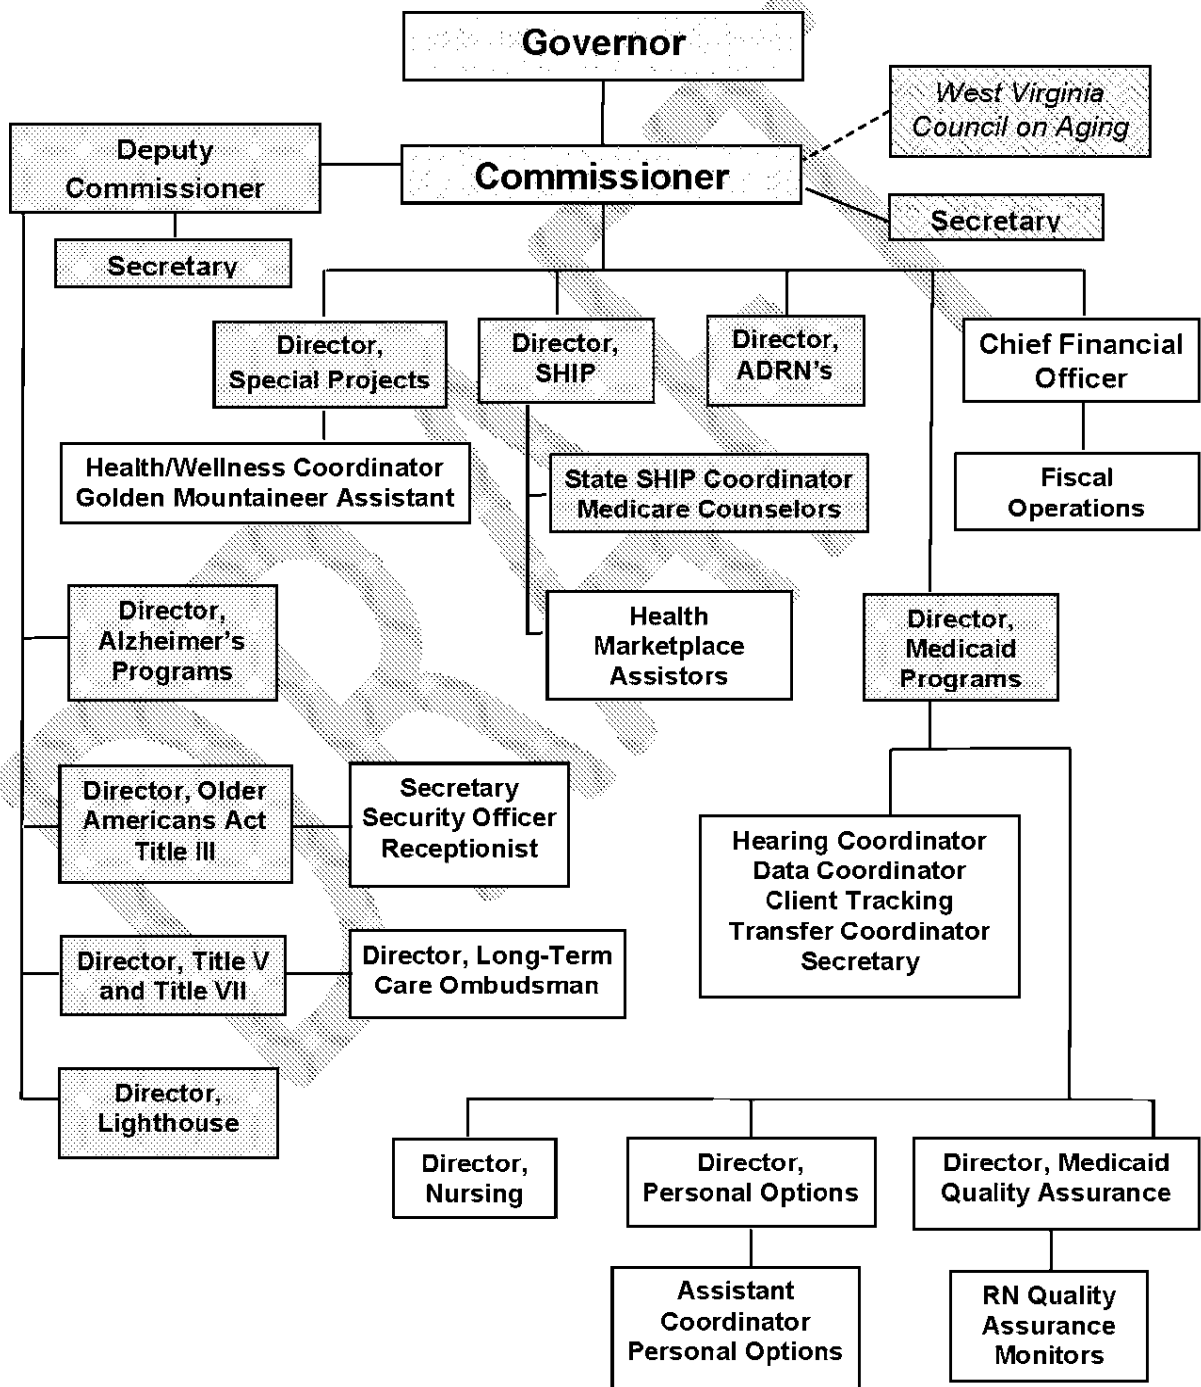 Governor
West Virginia
Council on Aging
Deputy
Commissioner
Commissioner
Secretary
Secretary
Director,
Special Projects
Director,
SHIP
Director,
ADRN's
Chief Financial
Officer
Health/Wellness Coordinator
Golden Mountaineer Assistant
State SHIP Coordinator
Medicare Counselors
Fiscal
Operations
Director,
Alzheimer's
Programs
Health
Marketplace
Assistors
Director,
Medicaid
Programs
Director, Older
Americans Act
Title III
Secretary
Security Officer
Receptionist
Hearing Coordinator
Data Coordinator
Client Tracking
Transfer Coordinator
Secretary
Director, Title V
and Title VII
Director, Long-Term
Care Ombudsman
Director,
Lighthouse
Director,
Nursing
Director,
Personal Options
Director, Medicaid
Quality Assurance
Assistant
Coordinator
Personal Options
RN Quality
Assurance
Monitors